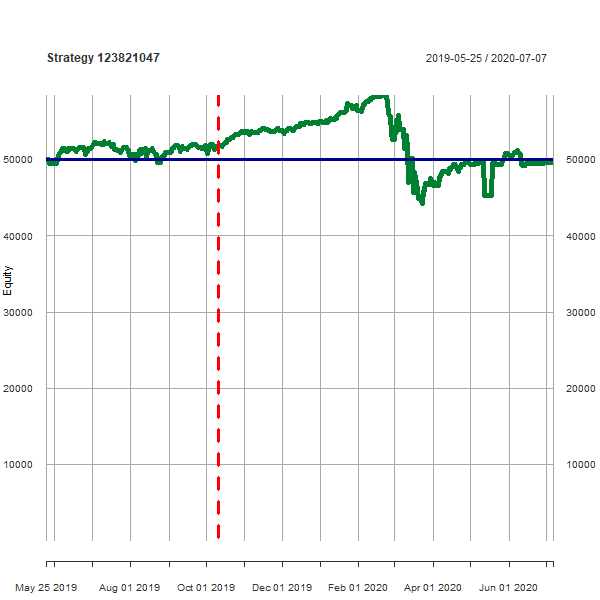 Strategy 123821047
2019-05-25 / 2020-07-07
50000
50000
40000
40000
Equity
30000
30000
20000
20000
10000
10000
May 25 2019
Aug 01 2019
Oct 01 2019
Dec 01 2019
Feb 01 2020
Apr 01 2020
Jun 01 2020